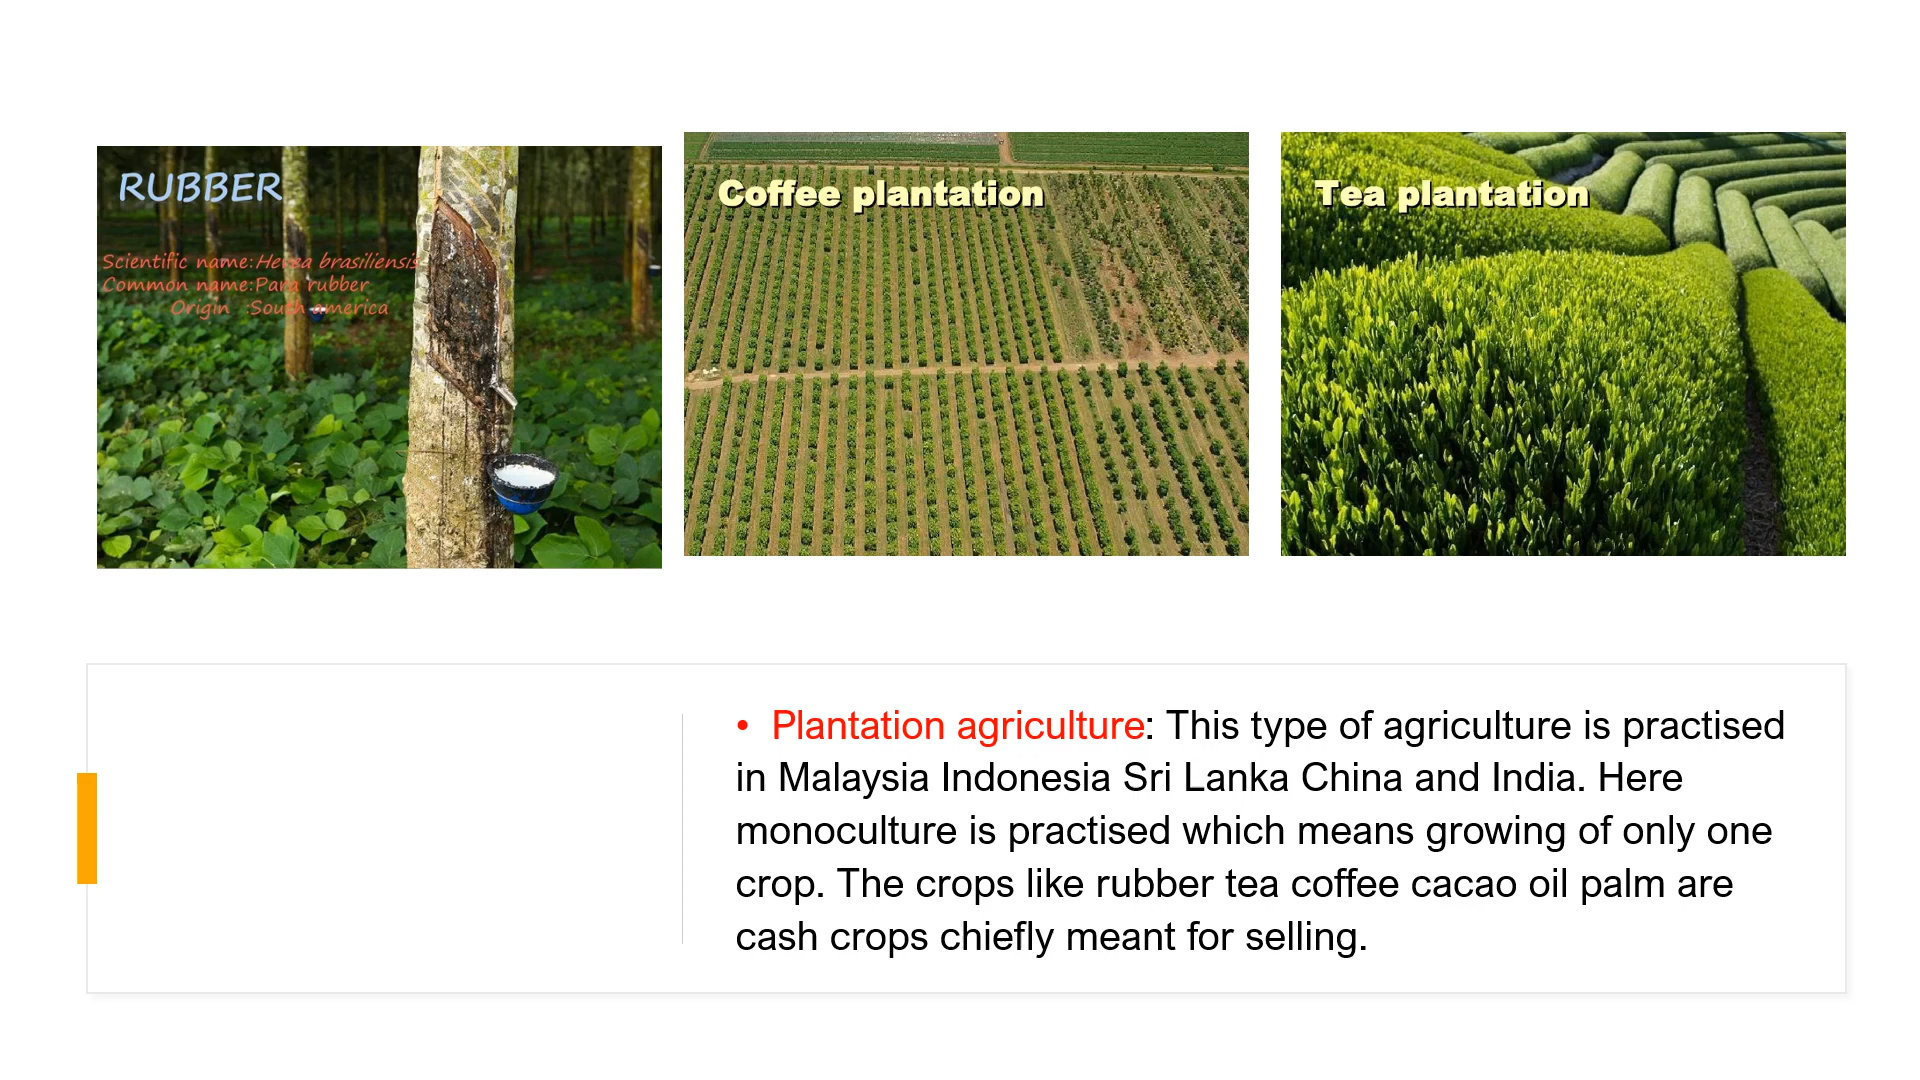 RUBBER
Scientific name:Hevea brasiliensis
Common name:Para rubber
Origin :South america
Coffee plantation
Tea plantation
• Plantation agriculture: This type of agriculture is practised
in Malaysia Indonesia Sri Lanka China and India. Here
monoculture is practised which means growing of only one
crop. The crops like rubber tea coffee cacao oil palm are
cash crops chiefly meant for selling.